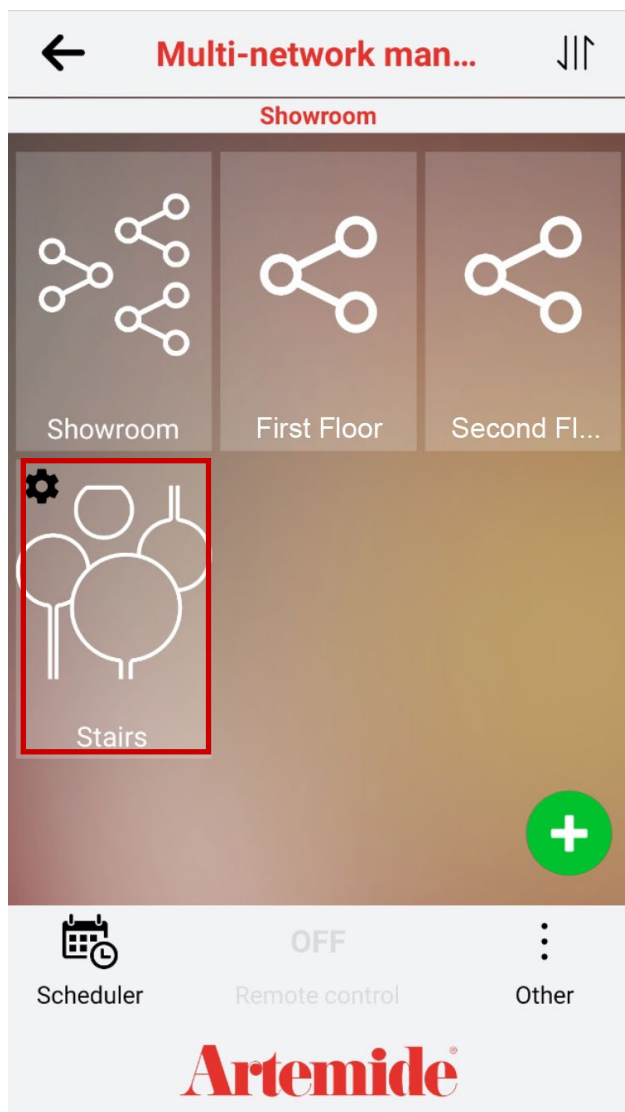 Multi-network man...
Showroom
Showroom
First Floor
Second Fl...
Stairs
OFF
Scheduler
Remote control
Other
Artemide®